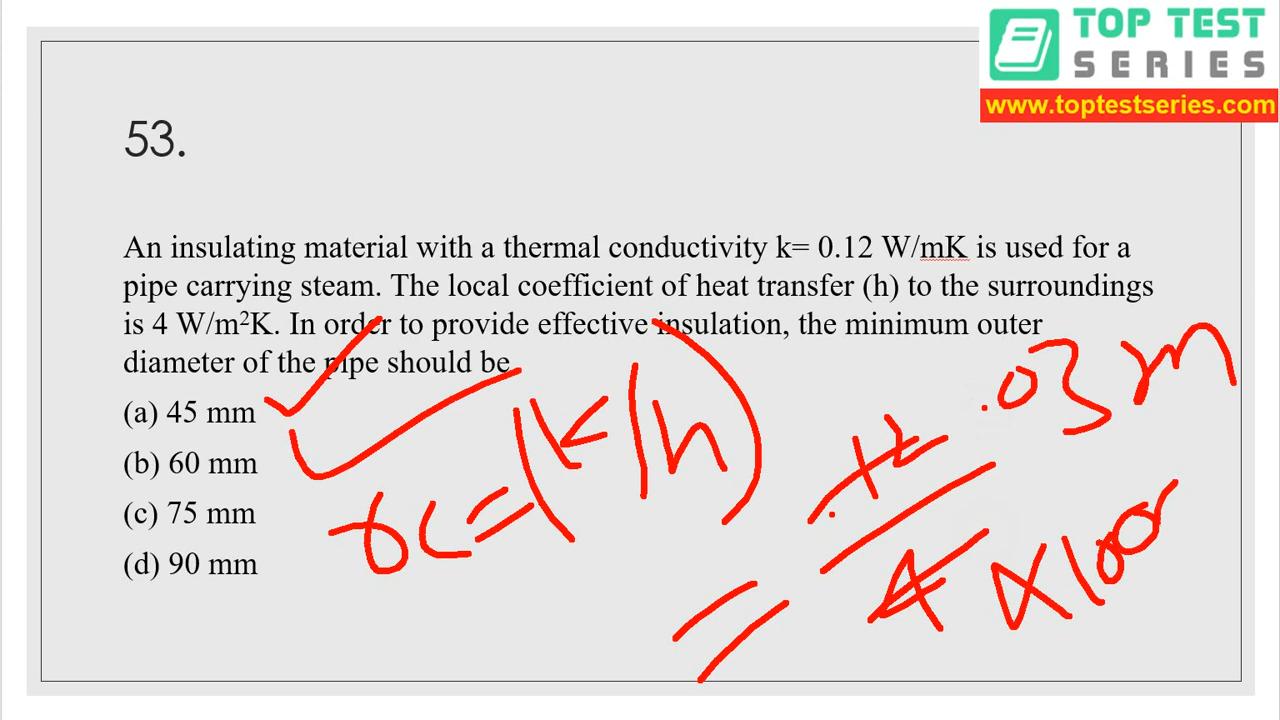 TOP TEST
SERIES
www.toptestseries.com
53.
An insulating material with a thermal conductivity k= 0.12 W/mK is used for a
pipe carrying steam. The local coefficient of heat transfer (h) to the surroundings
is 4 W/m²K. In order to provide effective insulation, the minimum outer
diameter of the pipe should be
(a) 45 mm
(b) 60 mm
(c) 75 mm
(d) 90 mm
rc=(k/h)
.03 m
.12
= 4 x1000